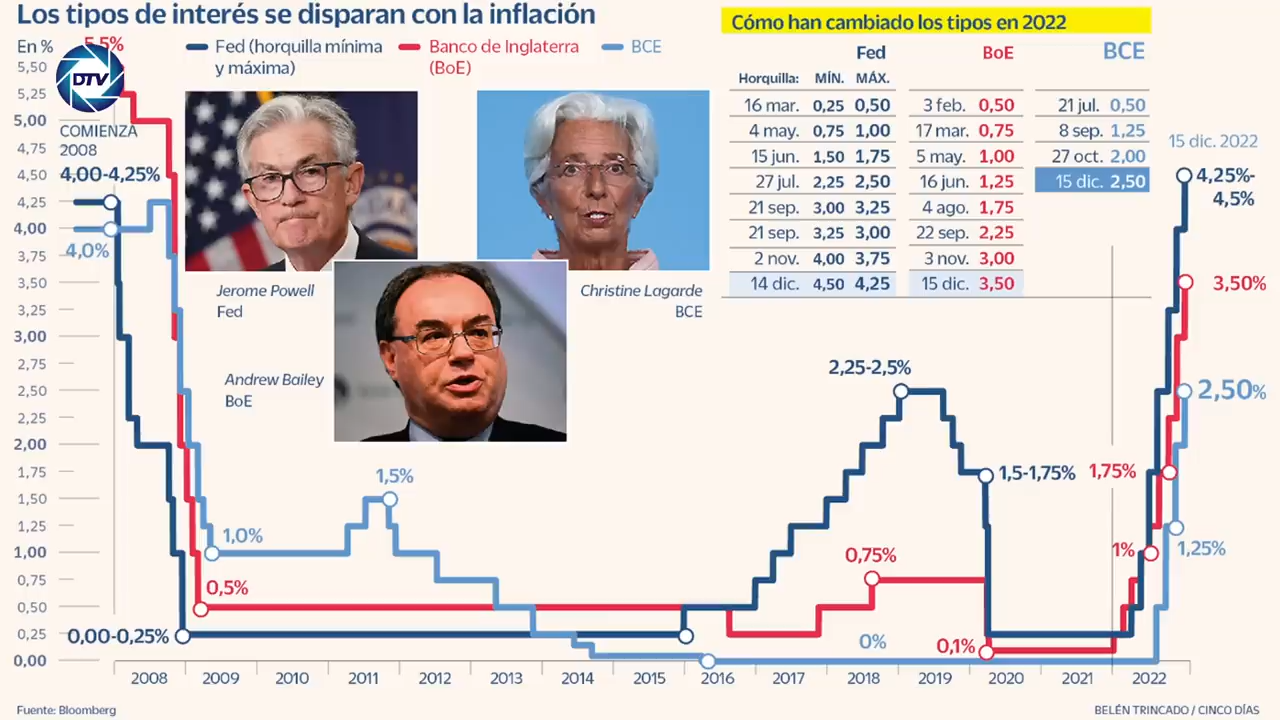 Los tipos de interés se disparan con la inflación
En %
5,5%
Fed (horquilla mínima
y máxima)
Banco de Inglaterra
(BoE)
BCE
DTV
COMIENZA
2008
4,00-4,25%
4,0%
5,50
5,25
5,00
4,75
4,50
4,25
4,00
3,75
3,50
3,25
3,00
2,75
2,50
2,25
2,00
1,75
1,50
1,25
1,00
0,75
0,50
0,25
0,00
Jerome Powell
Fed
Christine Lagarde
BCE
Andrew Bailey
BoE
Cómo han cambiado los tipos en 2022
Fed BoE BCE
Horquilla: MÍN. MÁX.
16 mar. 0,25 0,50 3 feb. 0,50 21 jul. 0,50
4 may. 0,75 1,00 17 mar. 0,75 8 sep. 1,25
15 jun. 1,50 1,75 5 may. 1,00 27 oct. 2,00
27 jul. 2,25 2,50 16 jun. 1,25 15 dic. 2,50
21 sep. 3,00 3,25 4 ago. 1,75
21 sep. 3,25 3,00 22 sep. 2,25
2 nov. 4,00 3,75 3 nov. 3,00
14 dic. 4,50 4,25 15 dic. 3,50
15 dic. 2022
4,25%-
4,5%
3,50%
2,50%
2,25-2,5%
1,5-1,75%
1,75%
1,5%
1,0%
1%
1,25%
0,75%
0,5%
0,00-0,25%
0%
0,1%
2008 2009 2010 2011 2012 2013 2014 2015 2016 2017 2018 2019 2020 2021 2022
Fuente: Bloomberg
BELÉN TRINCADO / CINCO DÍAS